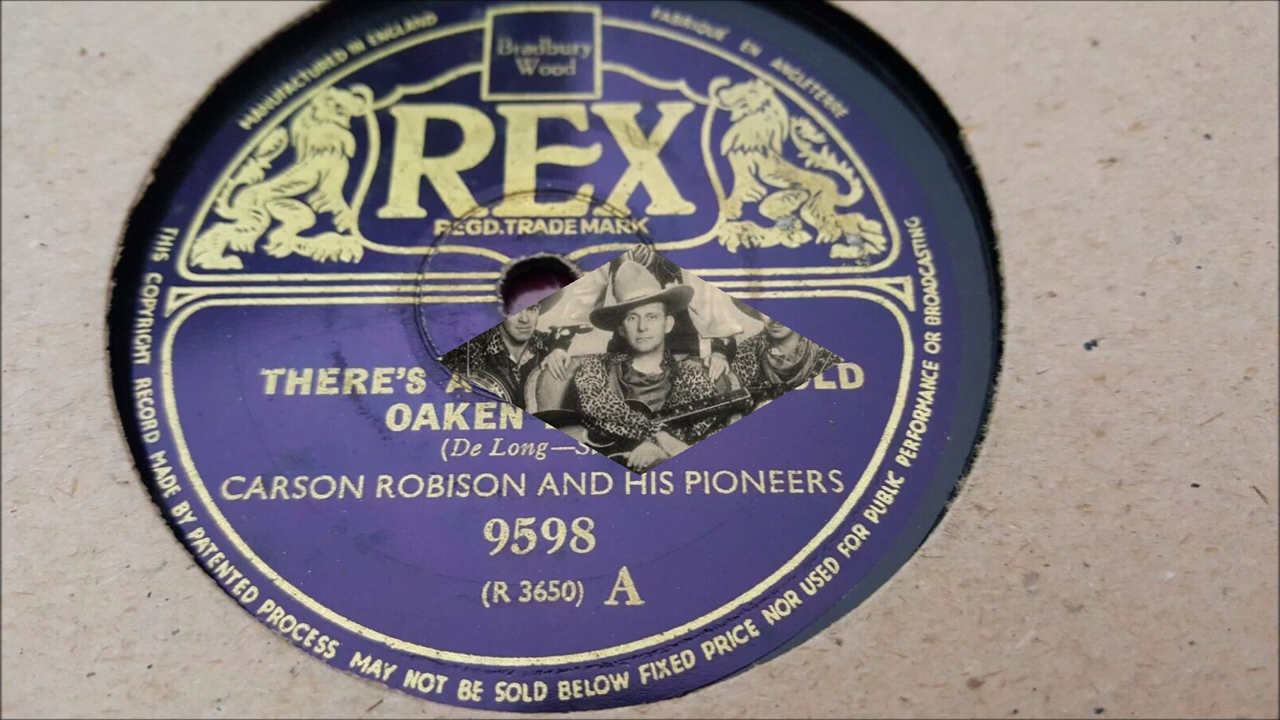 MANUFACTURED IN ENGLAND
FABRIQUÉ EN ANGLETERRE
Bradbury
Wood
REX
REGD. TRADE MARK
THERE'S A OLD
OAKEN
(De Long—S
CARSON ROBISON AND HIS PIONEERS
9598
(R 3650) A
THIS COPYRIGHT RECORD MADE BY PATENTED PROCESS MAY NOT BE SOLD BELOW FIXED PRICE NOR USED FOR PUBLIC PERFORMANCE OR BROADCASTING